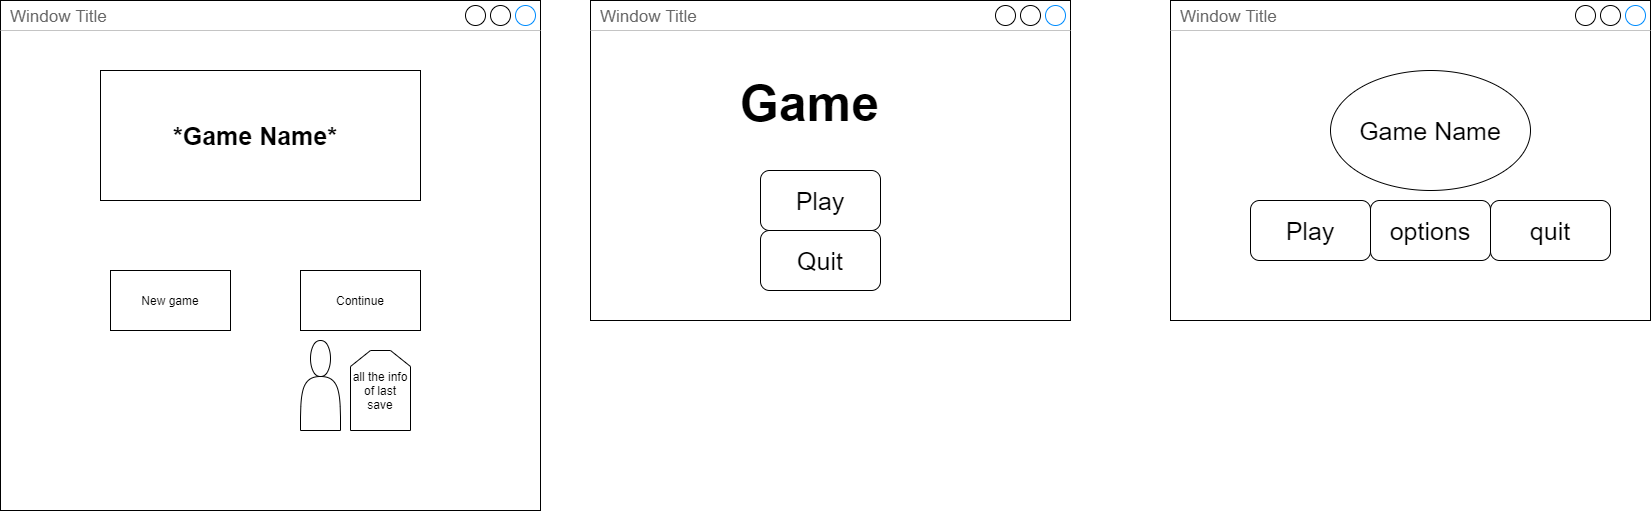 Window Title
*Game Name*
New game
Continue
all the info
of last
save
Window Title
Game
Play
Quit
Window Title
Game Name
Play
options
quit